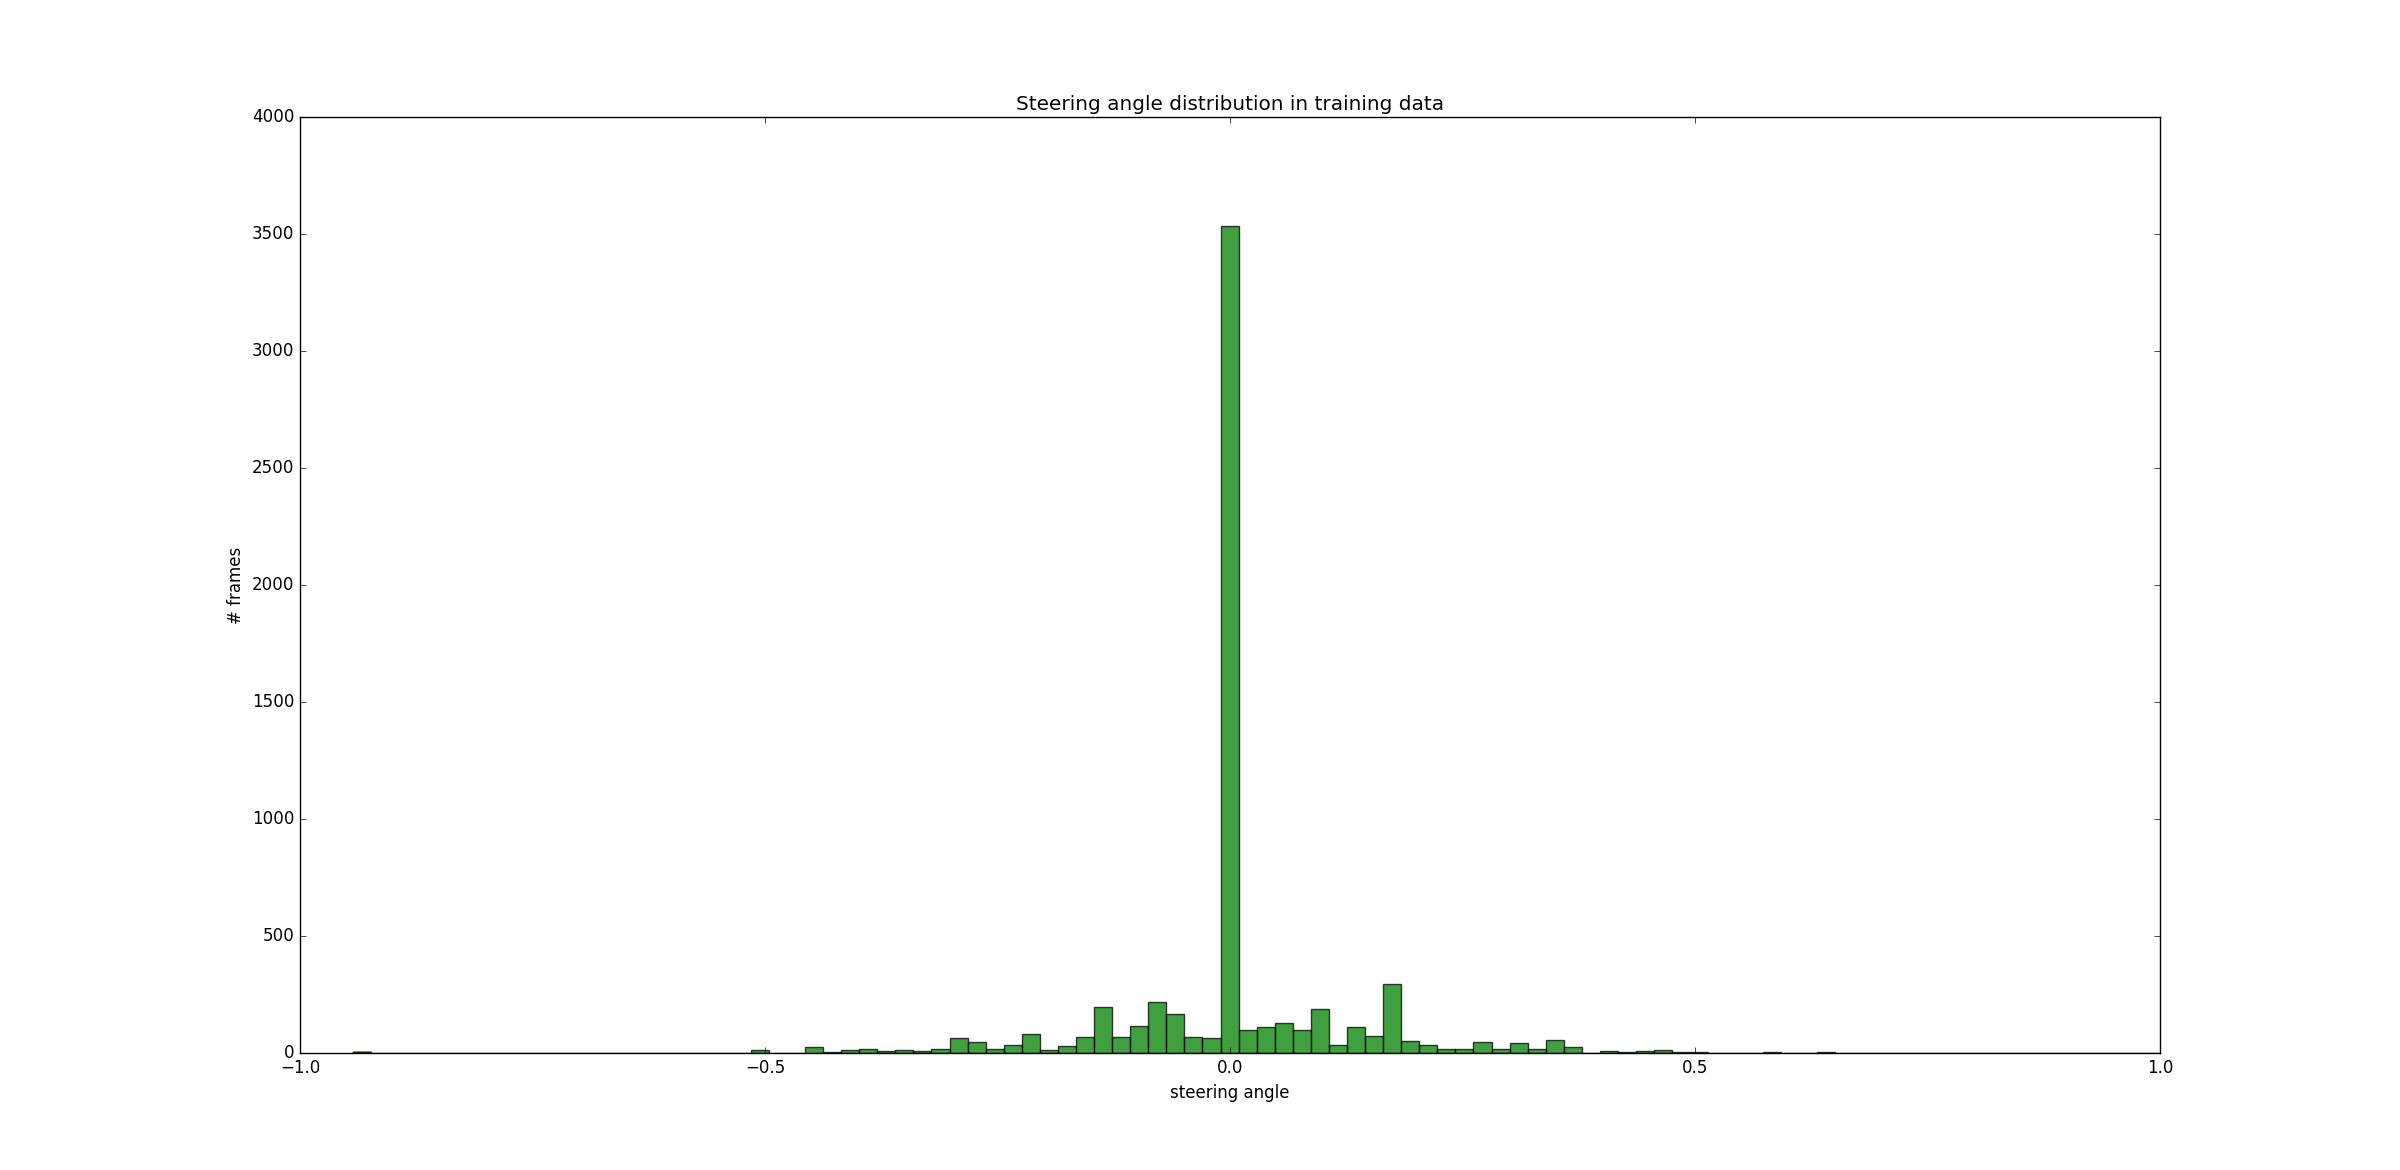 Steering angle distribution in training data
4000
3500
3000
2500
2000
1500
1000
500
0
# frames
−1.0 −0.5 0.0 0.5 1.0
steering angle